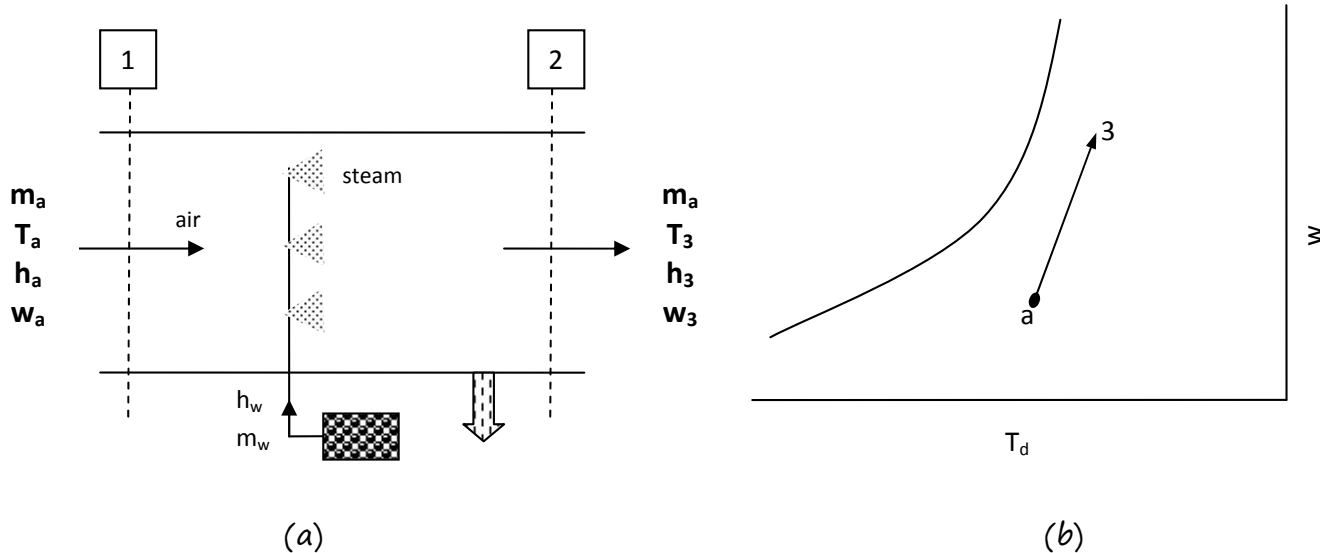 1
2
steam
m_a
T_a
h_a
w_a
air
m_a
T_3
h_3
w_3
h_w
m_w
(a)
3
a
w
T_d
(b)